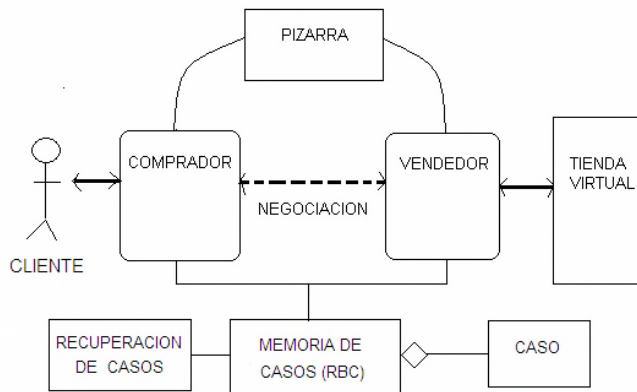 PIZARRA
COMPRADOR
VENDEDOR
TIENDA
VIRTUAL
NEGOCIACION
CLIENTE
RECUPERACION
DE CASOS
MEMORIA DE
CASOS (RBC)
CASO